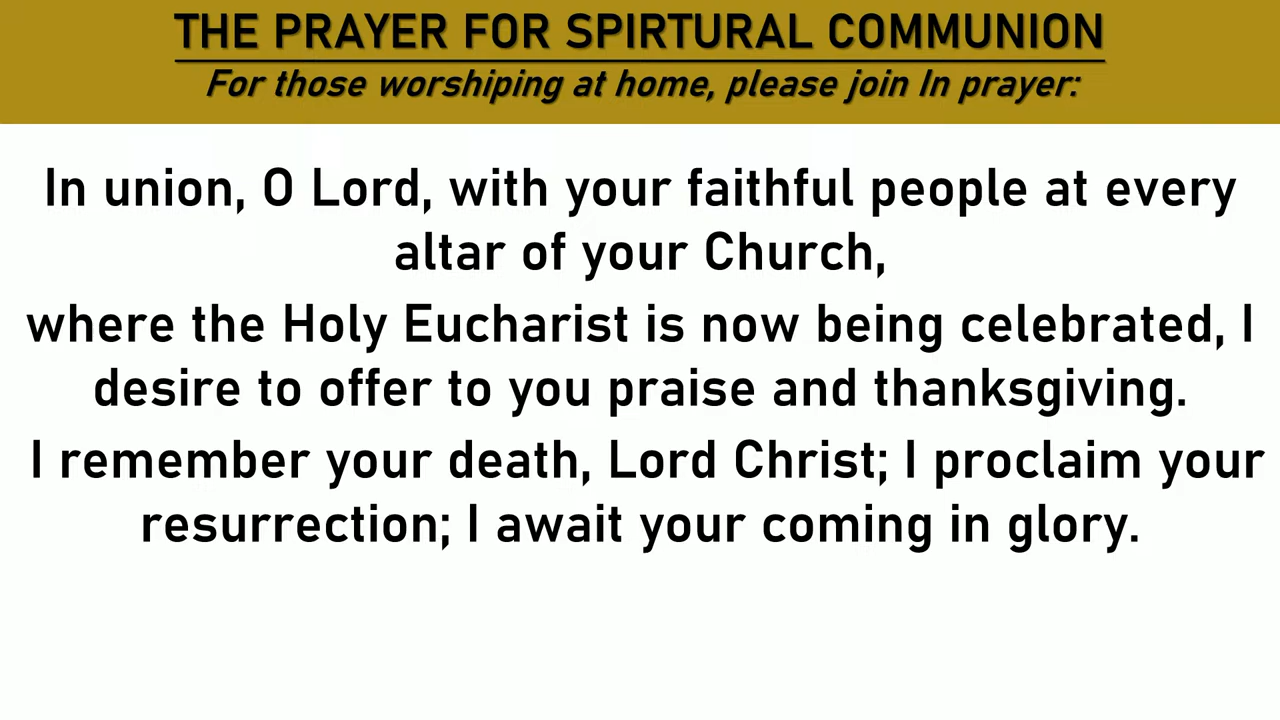 THE PRAYER FOR SPIRTURAL COMMUNION
For those worshiping at home, please join In prayer:
In union, O Lord, with your faithful people at every
altar of your Church,
where the Holy Eucharist is now being celebrated, I
desire to offer to you praise and thanksgiving.
I remember your death, Lord Christ; I proclaim your
resurrection; I await your coming in glory.